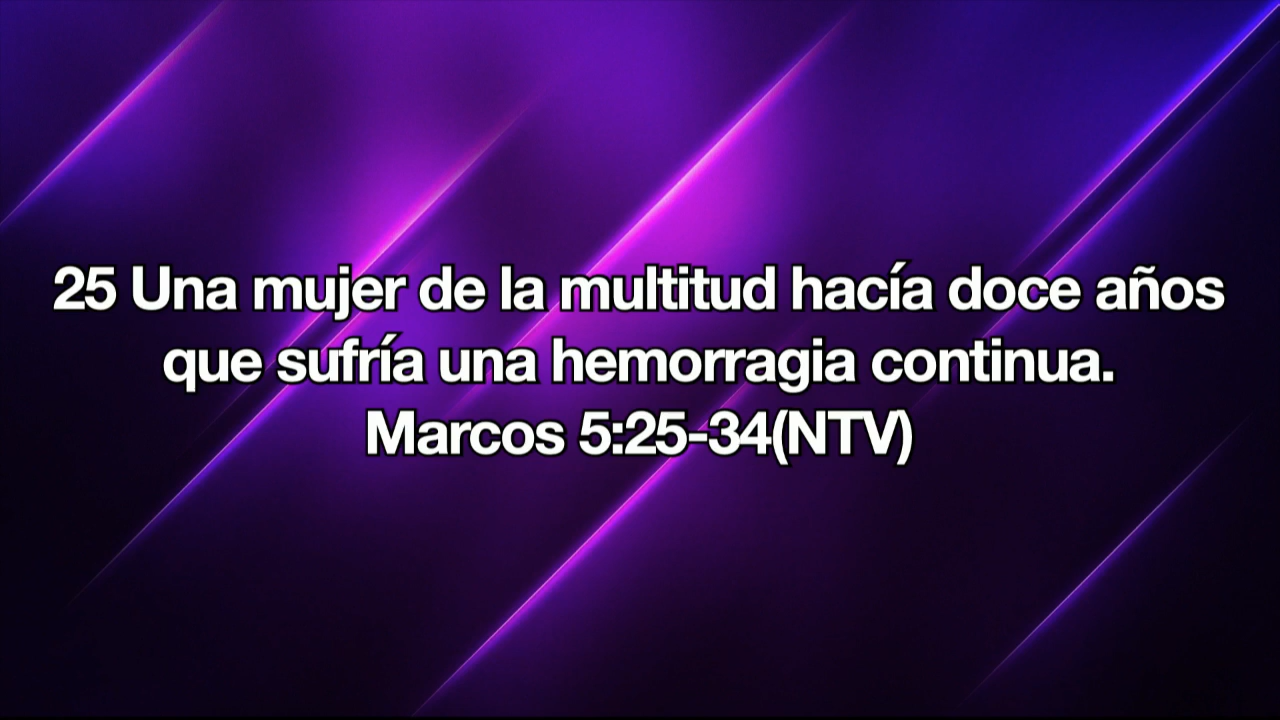 25 Una mujer de la multitud hacía doce años
que sufría una hemorragia continua.
Marcos 5:25-34(NTV)